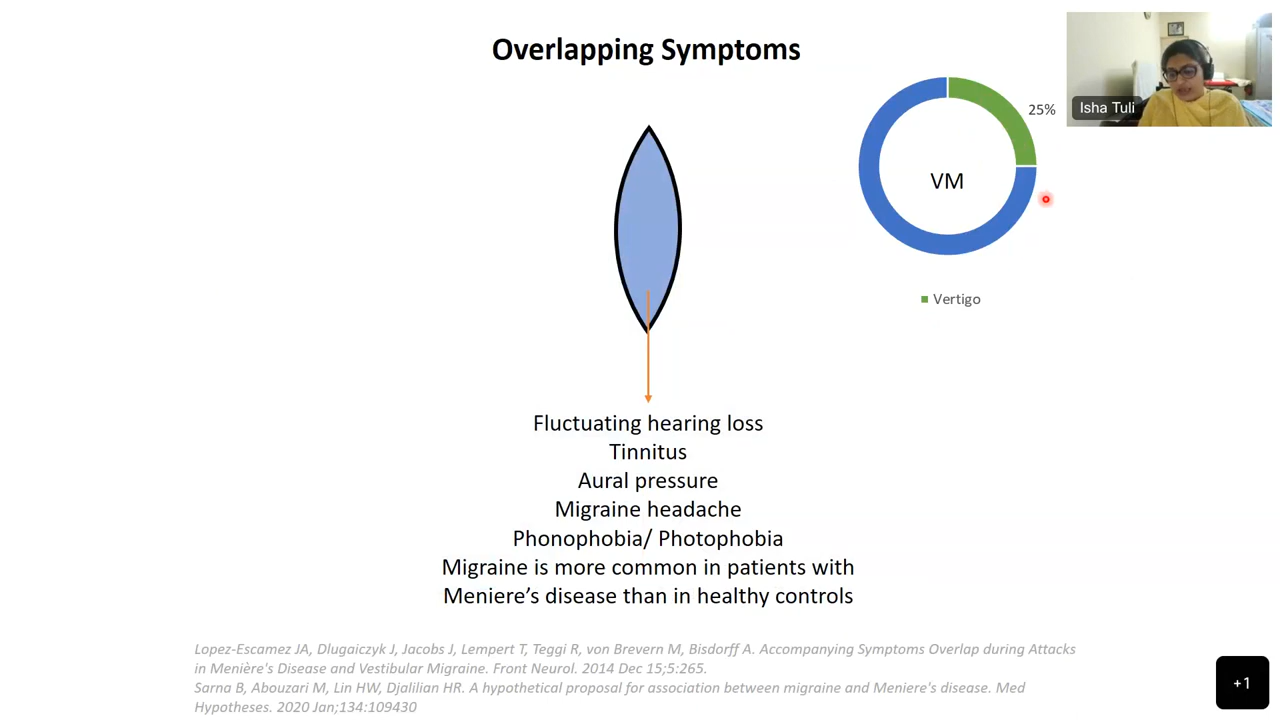 Overlapping Symptoms
Isha Tuli
25%
VM
Vertigo
Fluctuating hearing loss
Tinnitus
Aural pressure
Migraine headache
Phonophobia/ Photophobia
Migraine is more common in patients with
Meniere’s disease than in healthy controls
Lopez-Escamez JA, Dlugaiczyk J, Jacobs J, Lempert T, Teggi R, von Brevern M, Bisdorff A. Accompanying Symptoms Overlap during Attacks
in Menière's Disease and Vestibular Migraine. Front Neurol. 2014 Dec 15;5:265.
Sarna B, Abouzari M, Lin HW, Djalilian HR. A hypothetical proposal for association between migraine and Meniere's disease. Med
Hypotheses. 2020 Jan;134:109430
+1